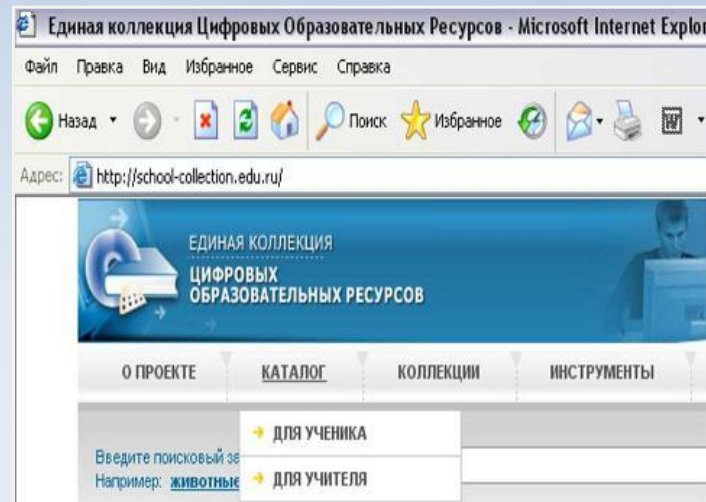 Единая коллекция Цифровых Образовательных Ресурсов - Microsoft Internet Explor
Файл Правка Вид Избранное Сервис Справка
Назад Поиск Избранное
Адрес: http://school-collection.edu.ru/
ЕДИНАЯ КОЛЛЕКЦИЯ
ЦИФРОВЫХ
ОБРАЗОВАТЕЛЬНЫХ РЕСУРСОВ
О ПРОЕКТЕ КАТАЛОГ КОЛЛЕКЦИИ ИНСТРУМЕНТЫ
ДЛЯ УЧЕНИКА
Введите поисковый за
Например: животные
ДЛЯ УЧИТЕЛЯ